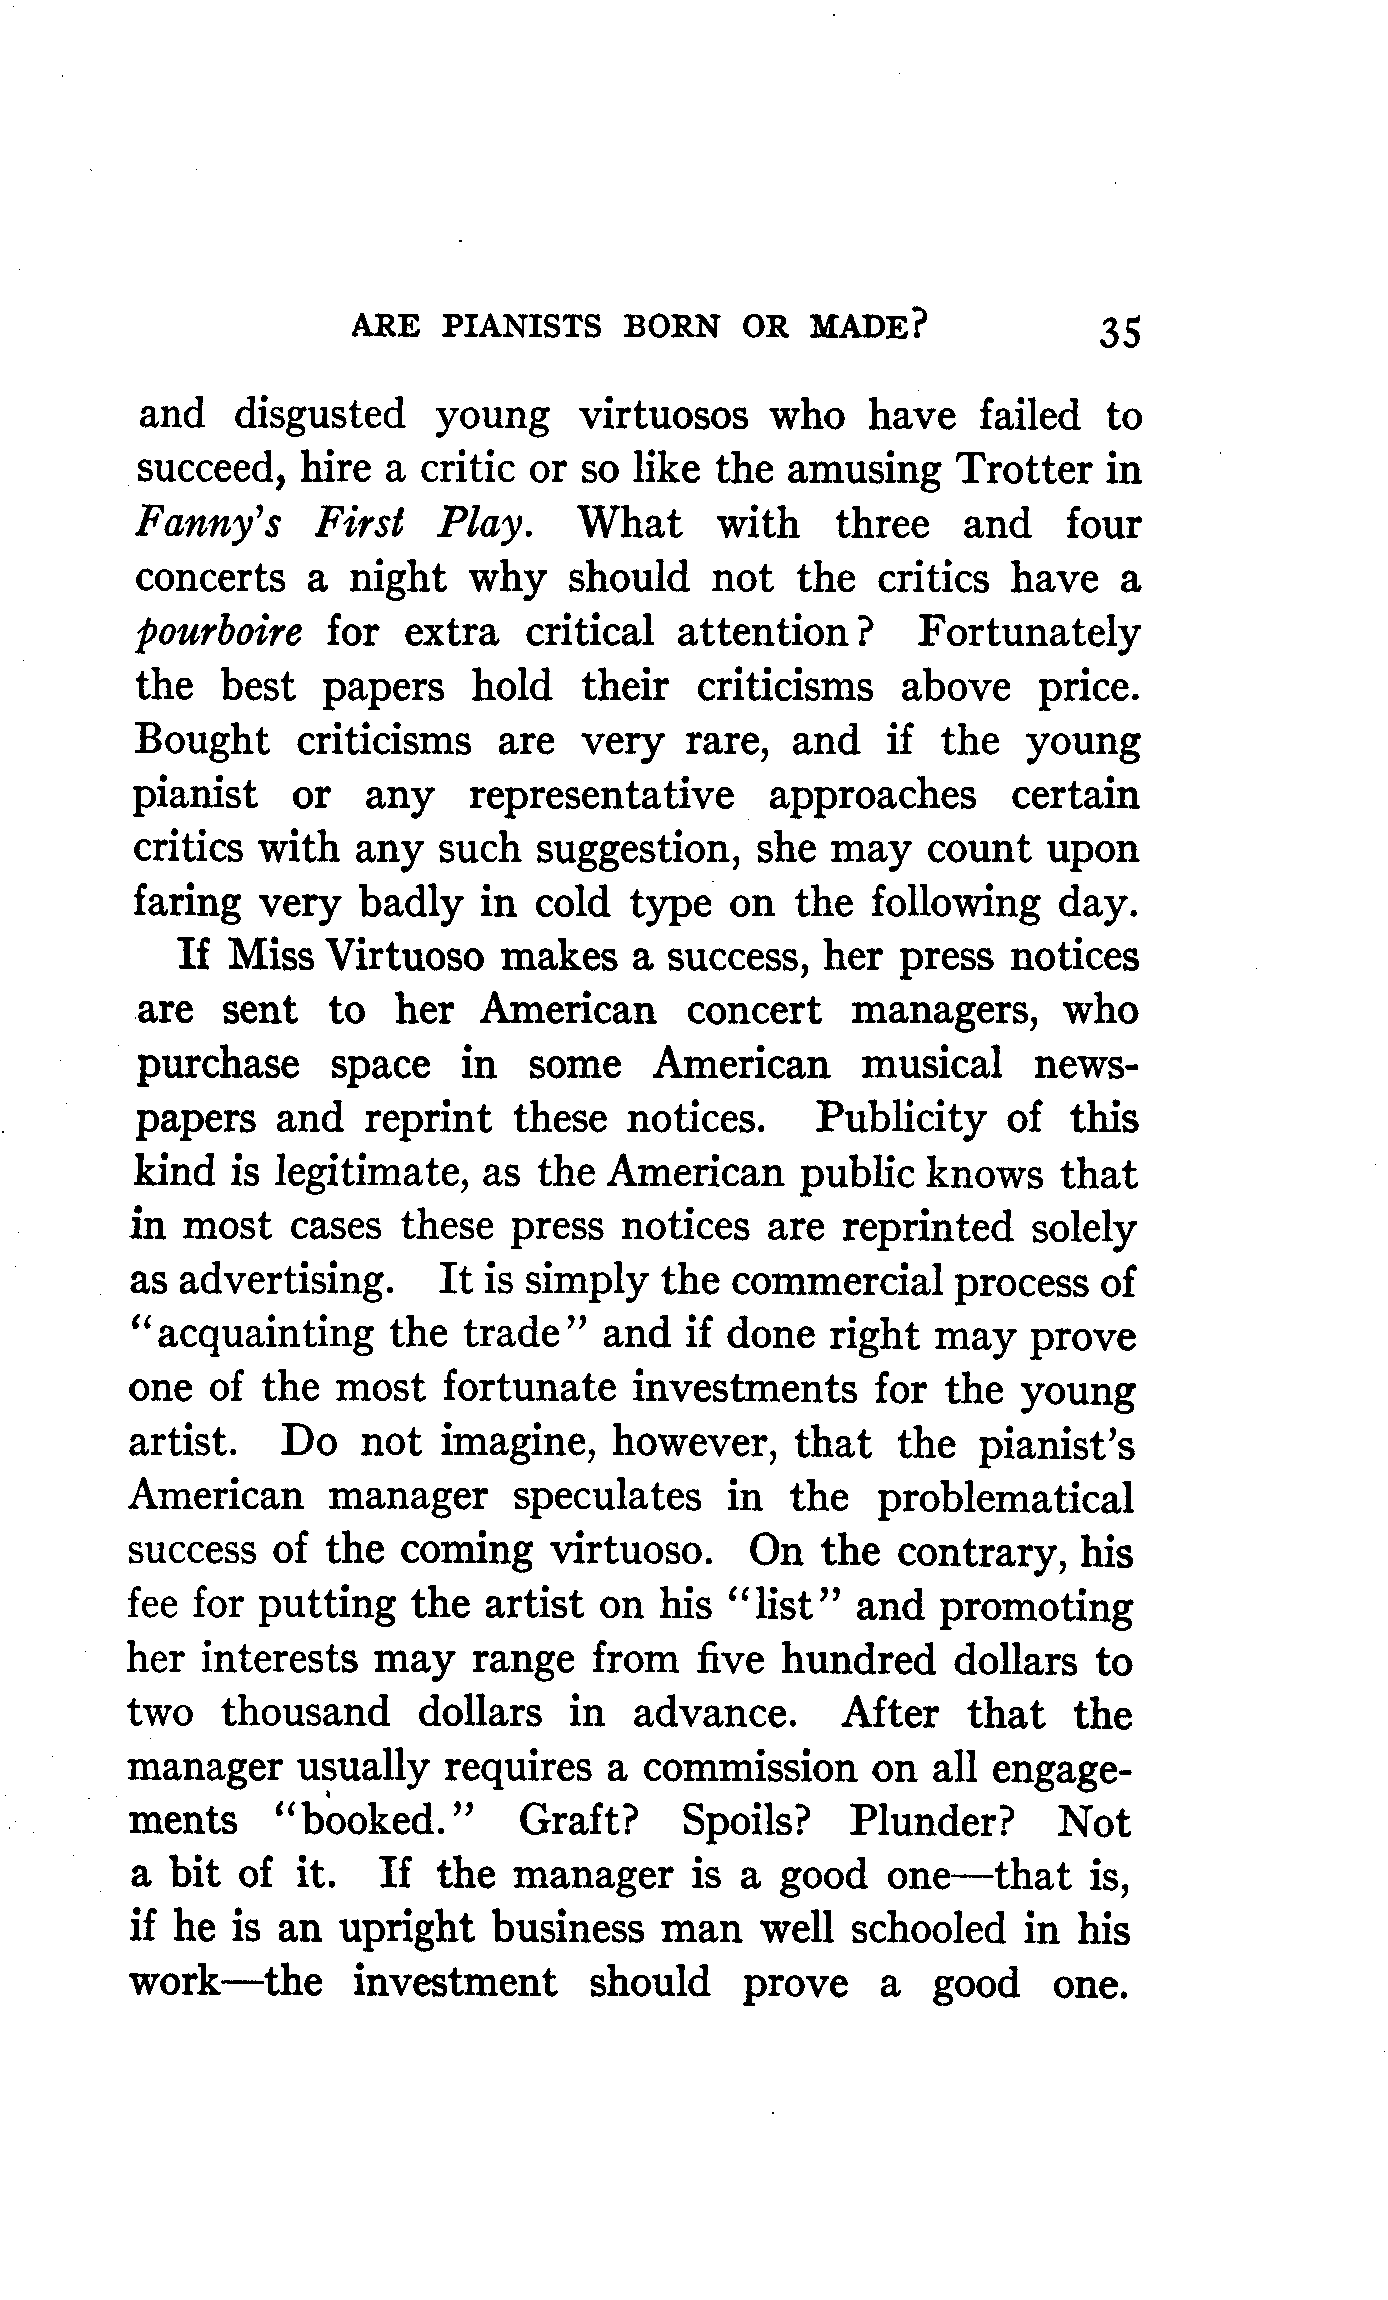 ARE PIANISTS BORN OR MADE? 35
and disgusted young virtuosos who have failed to
succeed, hire a critic or so like the amusing Trotter in
Fanny's First Play. What with three and four
concerts a night why should not the critics have a
pourboire for extra critical attention? Fortunately
the best papers hold their criticisms above price.
Bought criticisms are very rare, and if the young
pianist or any representative approaches certain
critics with any such suggestion, she may count upon
faring very badly in cold type on the following day.
If Miss Virtuoso makes a success, her press notices
are sent to her American concert managers, who
purchase space in some American musical news-
papers and reprint these notices. Publicity of this
kind is legitimate, as the American public knows that
in most cases these press notices are reprinted solely
as advertising. It is simply the commercial process of
"acquainting the trade" and if done right may prove
one of the most fortunate investments for the young
artist. Do not imagine, however, that the pianist's
American manager speculates in the problematical
success of the coming virtuoso. On the contrary, his
fee for putting the artist on his "list" and promoting
her interests may range from five hundred dollars to
two thousand dollars in advance. After that the
manager usually requires a commission on all engage-
ments "booked." Graft? Spoils? Plunder? Not
a bit of it. If the manager is a good one—that is,
if he is an upright business man well schooled in his
work—the investment should prove a good one.